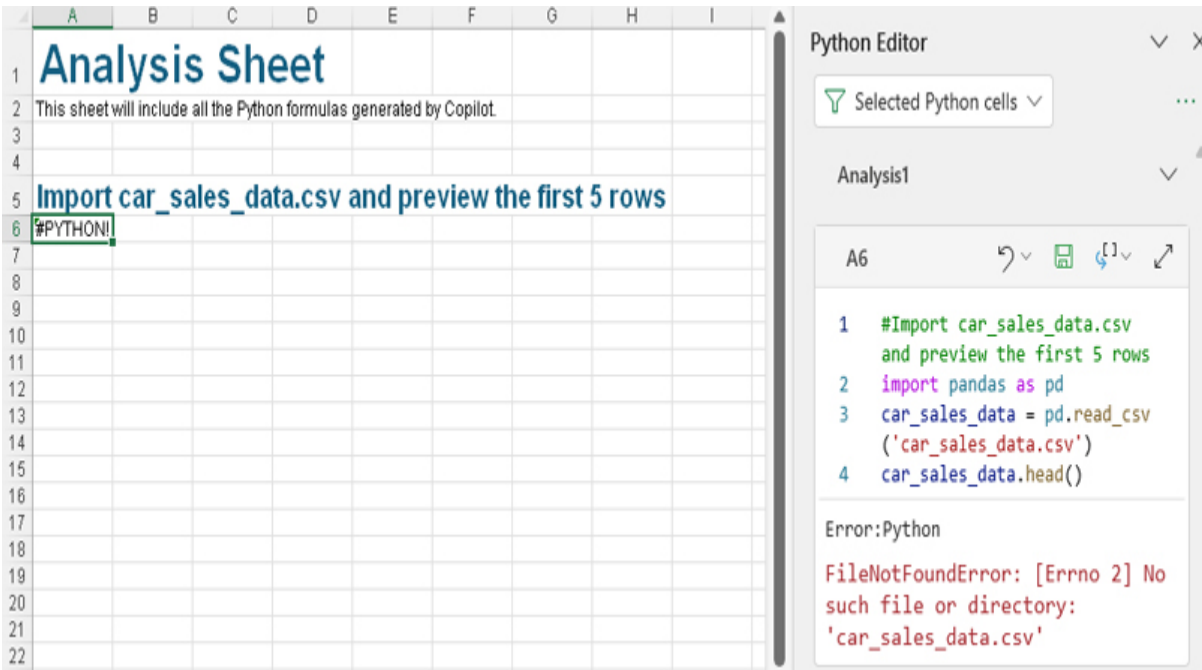 A B C D E F G H I
1 Analysis Sheet
2 This sheet will include all the Python formulas generated by Copilot.
3
4
5 Import car_sales_data.csv and preview the first 5 rows
6 #PYTHON!
7
8
9
10
11
12
13
14
15
16
17
18
19
20
21
22
Python Editor
Selected Python cells
Analysis1
A6
1 #Import car_sales_data.csv
and preview the first 5 rows
2 import pandas as pd
3 car_sales_data = pd.read_csv
('car_sales_data.csv')
4 car_sales_data.head()
Error:Python
FileNotFoundError: [Errno 2] No
such file or directory:
'car_sales_data.csv'